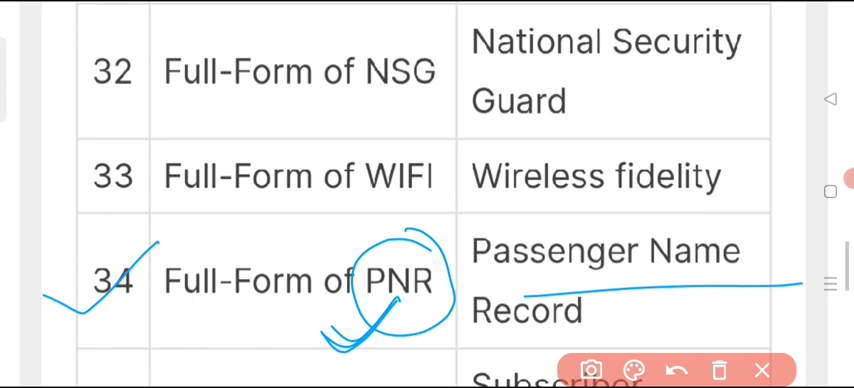 32 Full-Form of NSG National Security
Guard
33 Full-Form of WIFI Wireless fidelity
34 Full-Form of PNR Passenger Name
Record
Subscriber